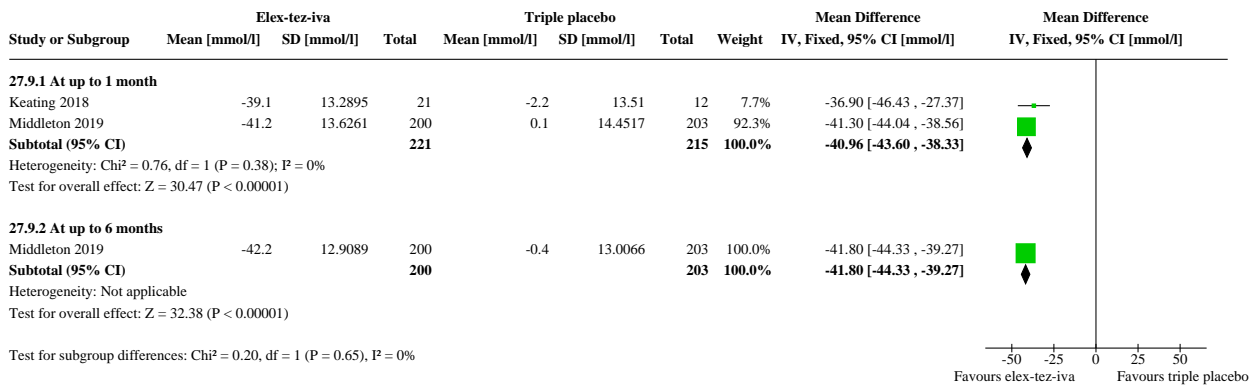 Elex-tez-iva Triple placebo Mean Difference Mean Difference
Study or Subgroup Mean [mmol/l] SD [mmol/l] Total Mean [mmol/l] SD [mmol/l] Total Weight IV, Fixed, 95% CI [mmol/l] IV, Fixed, 95% CI [mmol/l]
27.9.1 At up to 1 month
Keating 2018 -39.1 13.2895 21 -2.2 13.51 12 7.7% -36.90 [-46.43 , -27.37]
Middleton 2019 -41.2 13.6261 200 0.1 14.4517 203 92.3% -41.30 [-44.04 , -38.56]
Subtotal (95% CI) 221 215 100.0% -40.96 [-43.60 , -38.33]
Heterogeneity: Chi² = 0.76, df = 1 (P = 0.38); I² = 0%
Test for overall effect: Z = 30.47 (P < 0.00001)
27.9.2 At up to 6 months
Middleton 2019 -42.2 12.9089 200 -0.4 13.0066 203 100.0% -41.80 [-44.33 , -39.27]
Subtotal (95% CI) 200 203 100.0% -41.80 [-44.33 , -39.27]
Heterogeneity: Not applicable
Test for overall effect: Z = 32.38 (P < 0.00001)
Test for subgroup differences: Chi² = 0.20, df = 1 (P = 0.65), I² = 0%
-50 -25 0 25 50
Favours elex-tez-iva Favours triple placebo